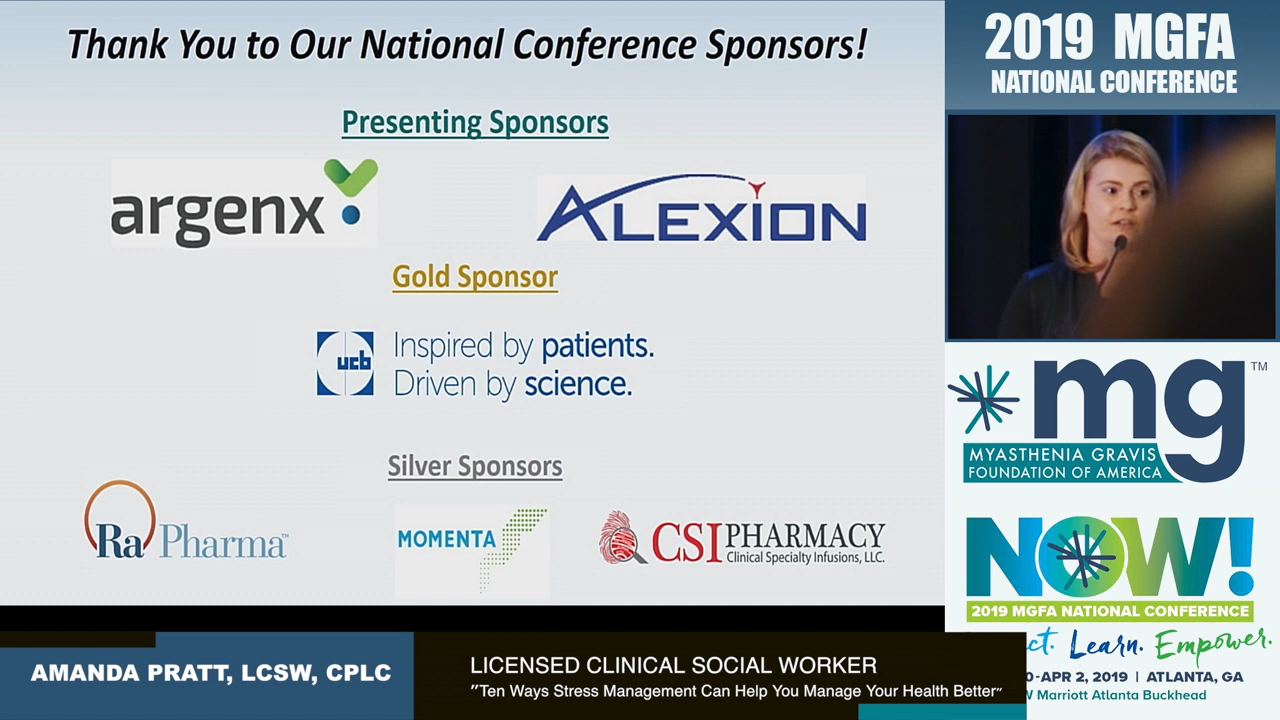 Thank You to Our National Conference Sponsors!
Presenting Sponsors
argenx
ALEXION
Gold Sponsor
ucb
Inspired by patients.
Driven by science.
Silver Sponsors
Ra Pharma™
MOMENTA
CSI PHARMACY
Clinical Specialty Infusions, LLC.
AMANDA PRATT, LCSW, CPLC
LICENSED CLINICAL SOCIAL WORKER
"Ten Ways Stress Management Can Help You Manage Your Health Better"
2019 MGFA
NATIONAL CONFERENCE
mg™
MYASTHENIA GRAVIS
FOUNDATION OF AMERICA
NOW!
2019 MGFA NATIONAL CONFERENCE
Learn. Empower.
APR 2, 2019 | ATLANTA, GA
Marriott Atlanta Buckhead